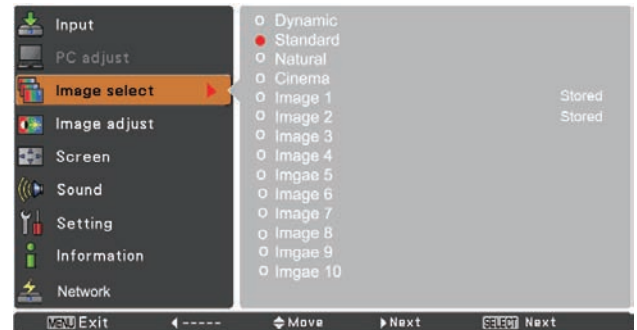 Input
PC adjust
Image select
Image adjust
Screen
Sound
Setting
Information
Network
Dynamic
Standard
Natural
Cinema
Image 1 Stored
Image 2 Stored
Image 3
Image 4
Imgae 5
Image 6
Image 7
Image 8
Imgae 9
Imgae 10
MENU Exit ◀----- Move Next SELECT Next